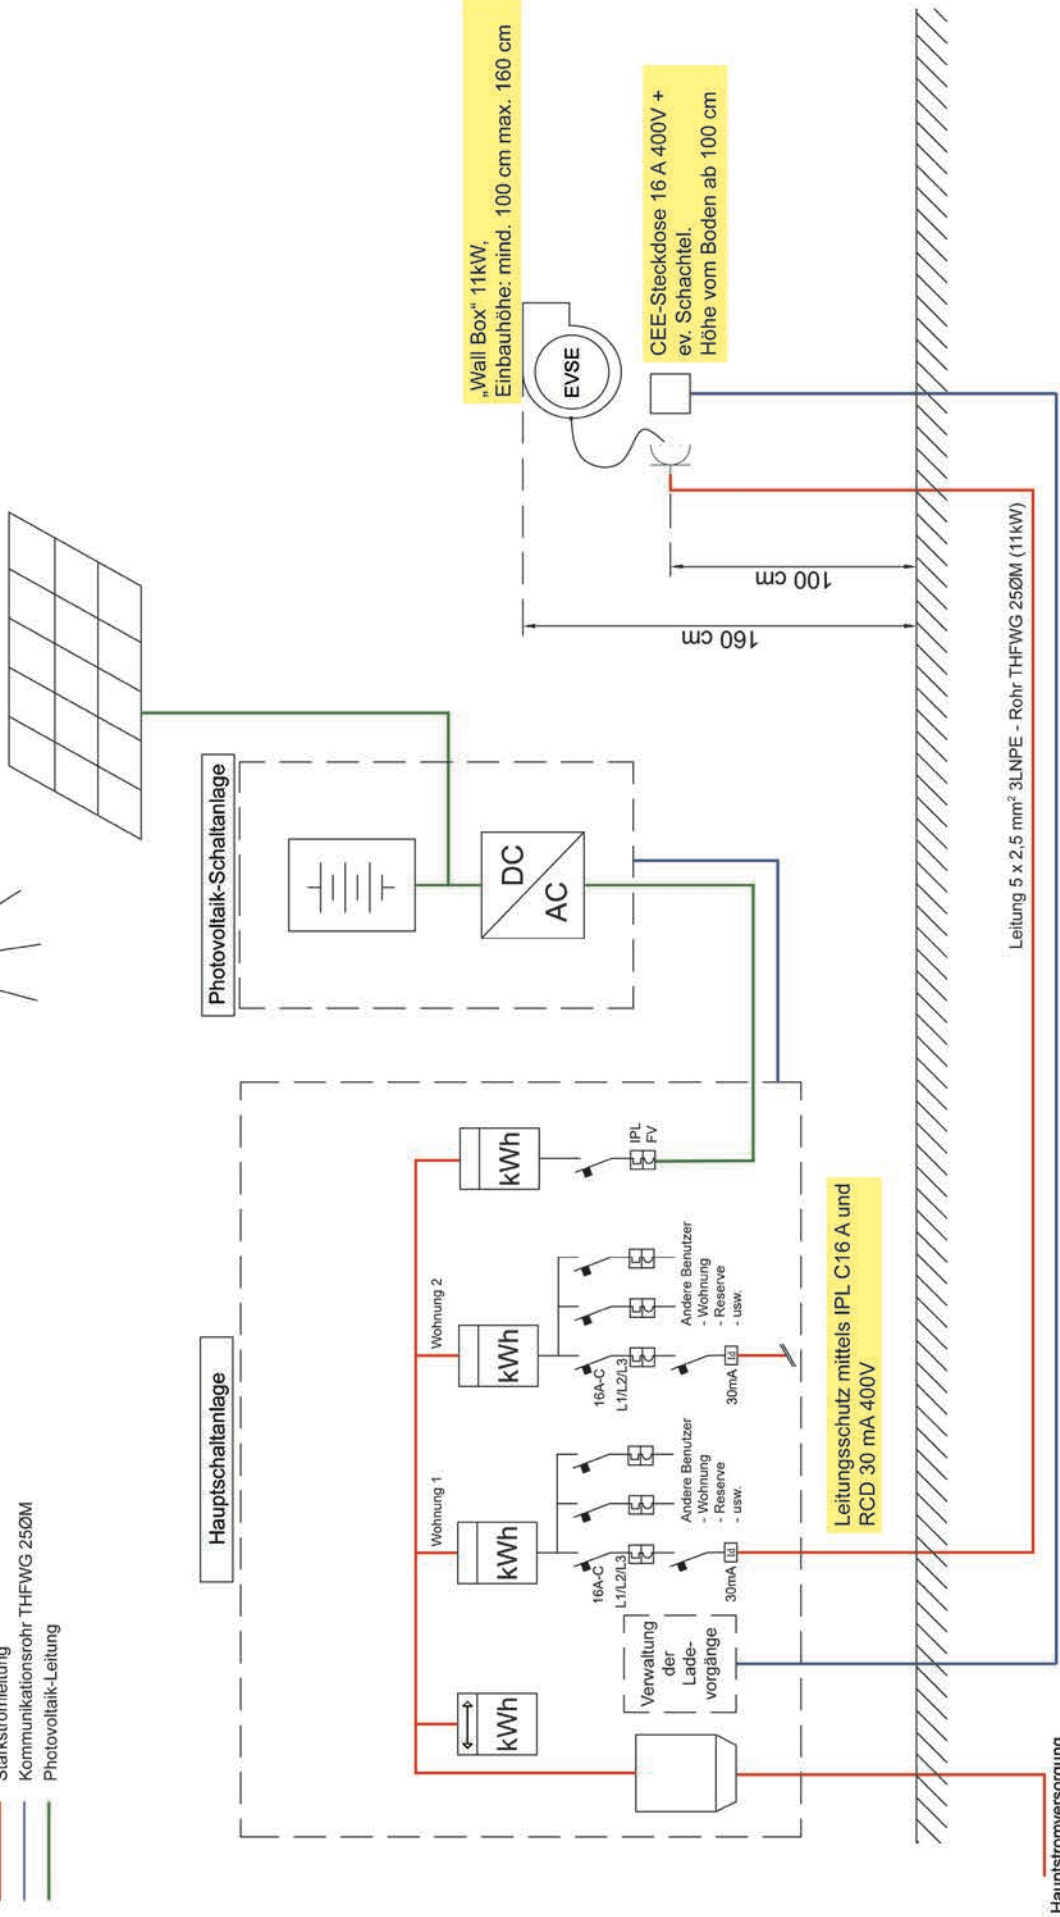 Starkstromleitung
Kommunikationsrohr THFWG 25ØM
Photovoltaik-Leitung
Hauptschaltanlage
Photovoltaik-Schaltanlage
„Wall Box“ 11kW,
Einbauhöhe: mind. 100 cm max. 160 cm
EVSE
CEE-Steckdose 16 A 400V +
ev. Schachtel.
Höhe vom Boden ab 100 cm
160 cm
100 cm
DC
AC
kWh
Wohnung 1
kWh
Wohnung 2
kWh
kWh
16A-C
L1/L2/L3
30mA
Id
Andere Benutzer
- Wohnung
- Reserve
- usw.
16A-C
L1/L2/L3
30mA
Id
Andere Benutzer
- Wohnung
- Reserve
- usw.
IPL
FV
Verwaltung
der
Lade-
vorgänge
Leitungsschutz mittels IPL C16 A und
RCD 30 mA 400V
Leitung 5 x 2,5 mm² 3LNPE - Rohr THFWG 25ØM (11kW)
Hauptstromversorgung